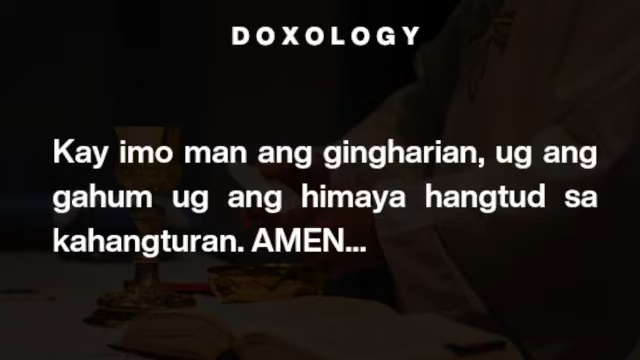 DOXOLOGY
Kay imo man ang gingharian, ug ang
gahum ug ang himaya hangtud sa
kahangturan. AMEN...